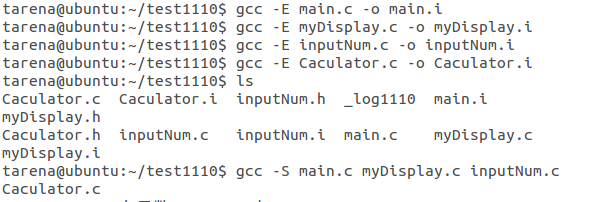 tarena@ubuntu:~/test1110$ gcc -E main.c -o main.i
tarena@ubuntu:~/test1110$ gcc -E myDisplay.c -o myDisplay.i
tarena@ubuntu:~/test1110$ gcc -E inputNum.c -o inputNum.i
tarena@ubuntu:~/test1110$ gcc -E Caculator.c -o Caculator.i
tarena@ubuntu:~/test1110$ ls
Caculator.c  Caculator.i  inputNum.h  _log1110  main.i
myDisplay.h
Caculator.h  inputNum.c   inputNum.i  main.c    myDisplay.c
myDisplay.i
tarena@ubuntu:~/test1110$ gcc -S main.c myDisplay.c inputNum.c
Caculator.c